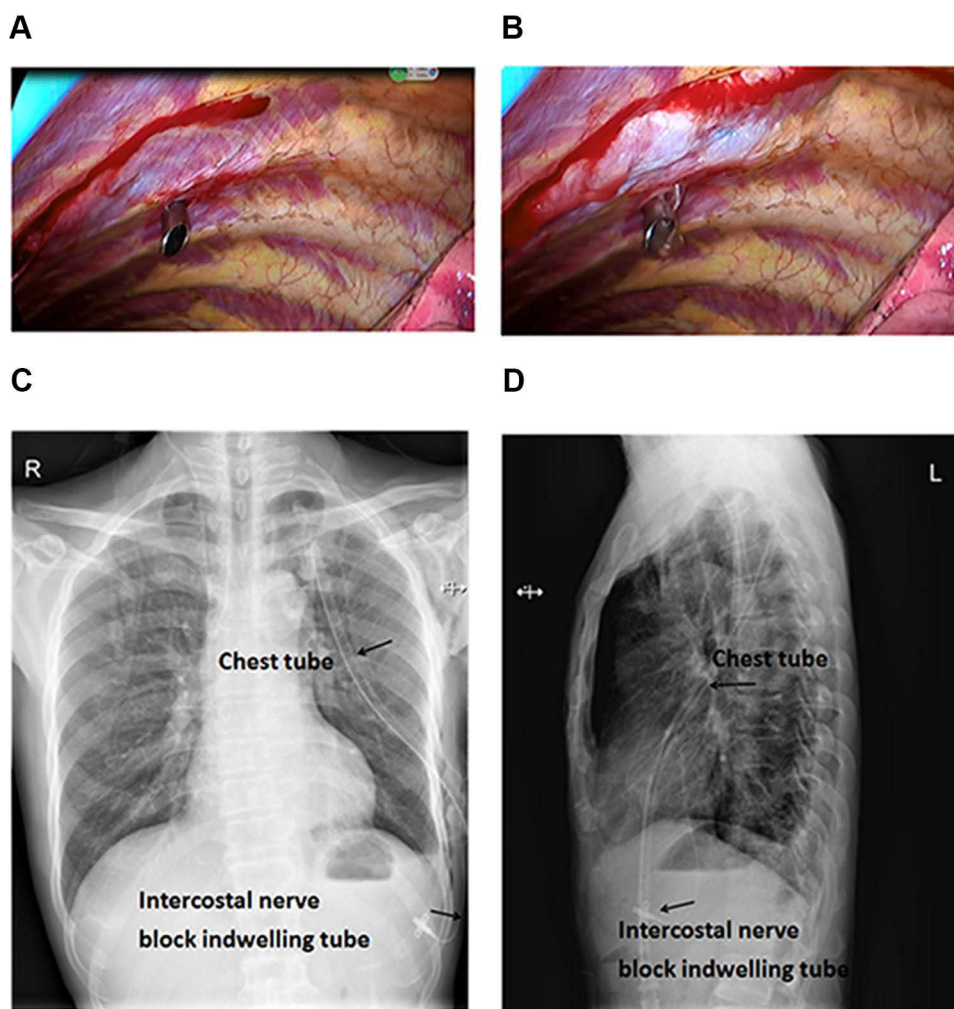 A
B
C
D
R
L
Chest tube
Chest tube
Intercostal nerve
block indwelling tube
Intercostal nerve
block indwelling tube